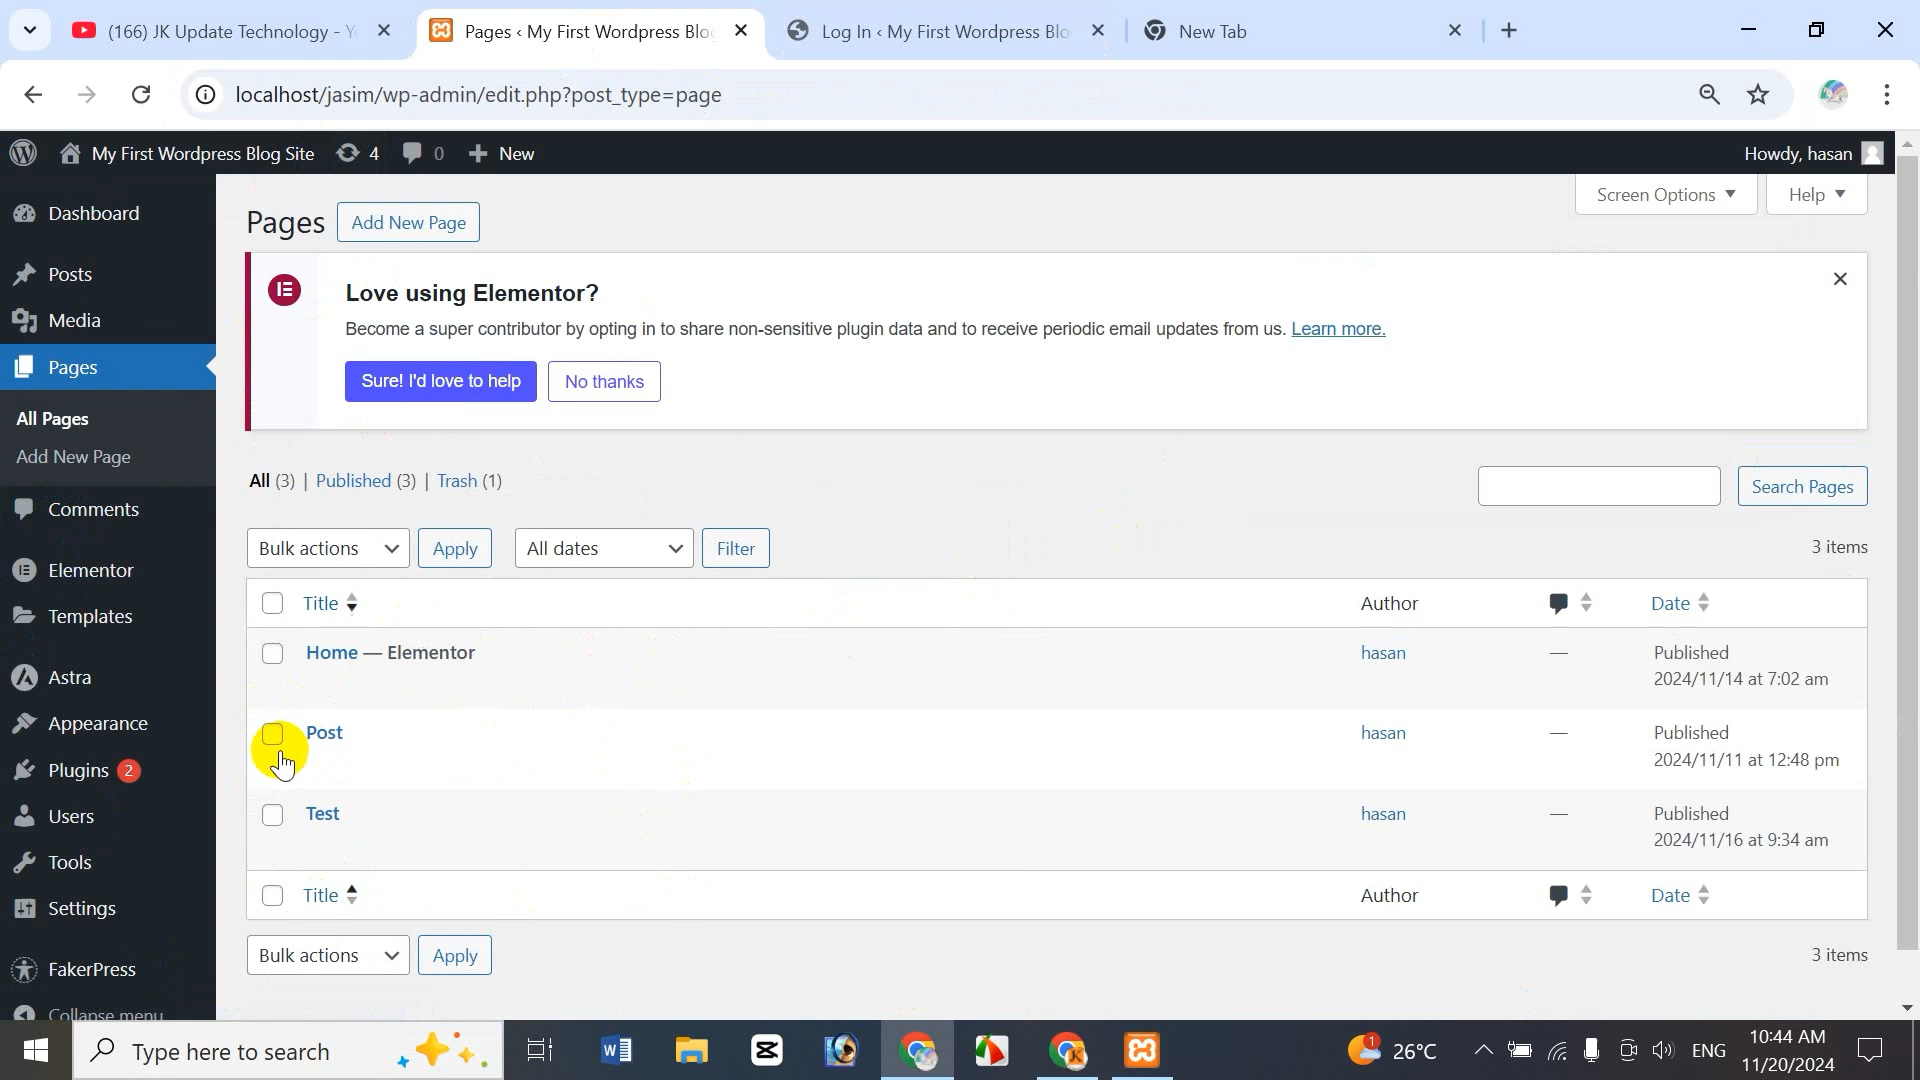 (166) JK Update Technology - Y
Pages ‹ My First Wordpress Blog
Log In ‹ My First Wordpress Blo
New Tab
localhost/jasim/wp-admin/edit.php?post_type=page
My First Wordpress Blog Site
4
0
New
Howdy, hasan
Dashboard
Posts
Media
Pages
All Pages
Add New Page
Comments
Elementor
Templates
Astra
Appearance
Plugins 2
Users
Tools
Settings
FakerPress
Collapse menu
Screen Options
Help
Pages
Add New Page
Love using Elementor?
Become a super contributor by opting in to share non-sensitive plugin data and to receive periodic email updates from us. Learn more.
Sure! I'd love to help
No thanks
All (3) | Published (3) | Trash (1)
Search Pages
Bulk actions
Apply
All dates
Filter
3 items
Title
Author
Date
Home — Elementor
hasan
—
Published
2024/11/14 at 7:02 am
Post
hasan
—
Published
2024/11/11 at 12:48 pm
Test
hasan
—
Published
2024/11/16 at 9:34 am
Title
Author
Date
Bulk actions
Apply
3 items
Type here to search
1
26°C
ENG
10:44 AM
11/20/2024